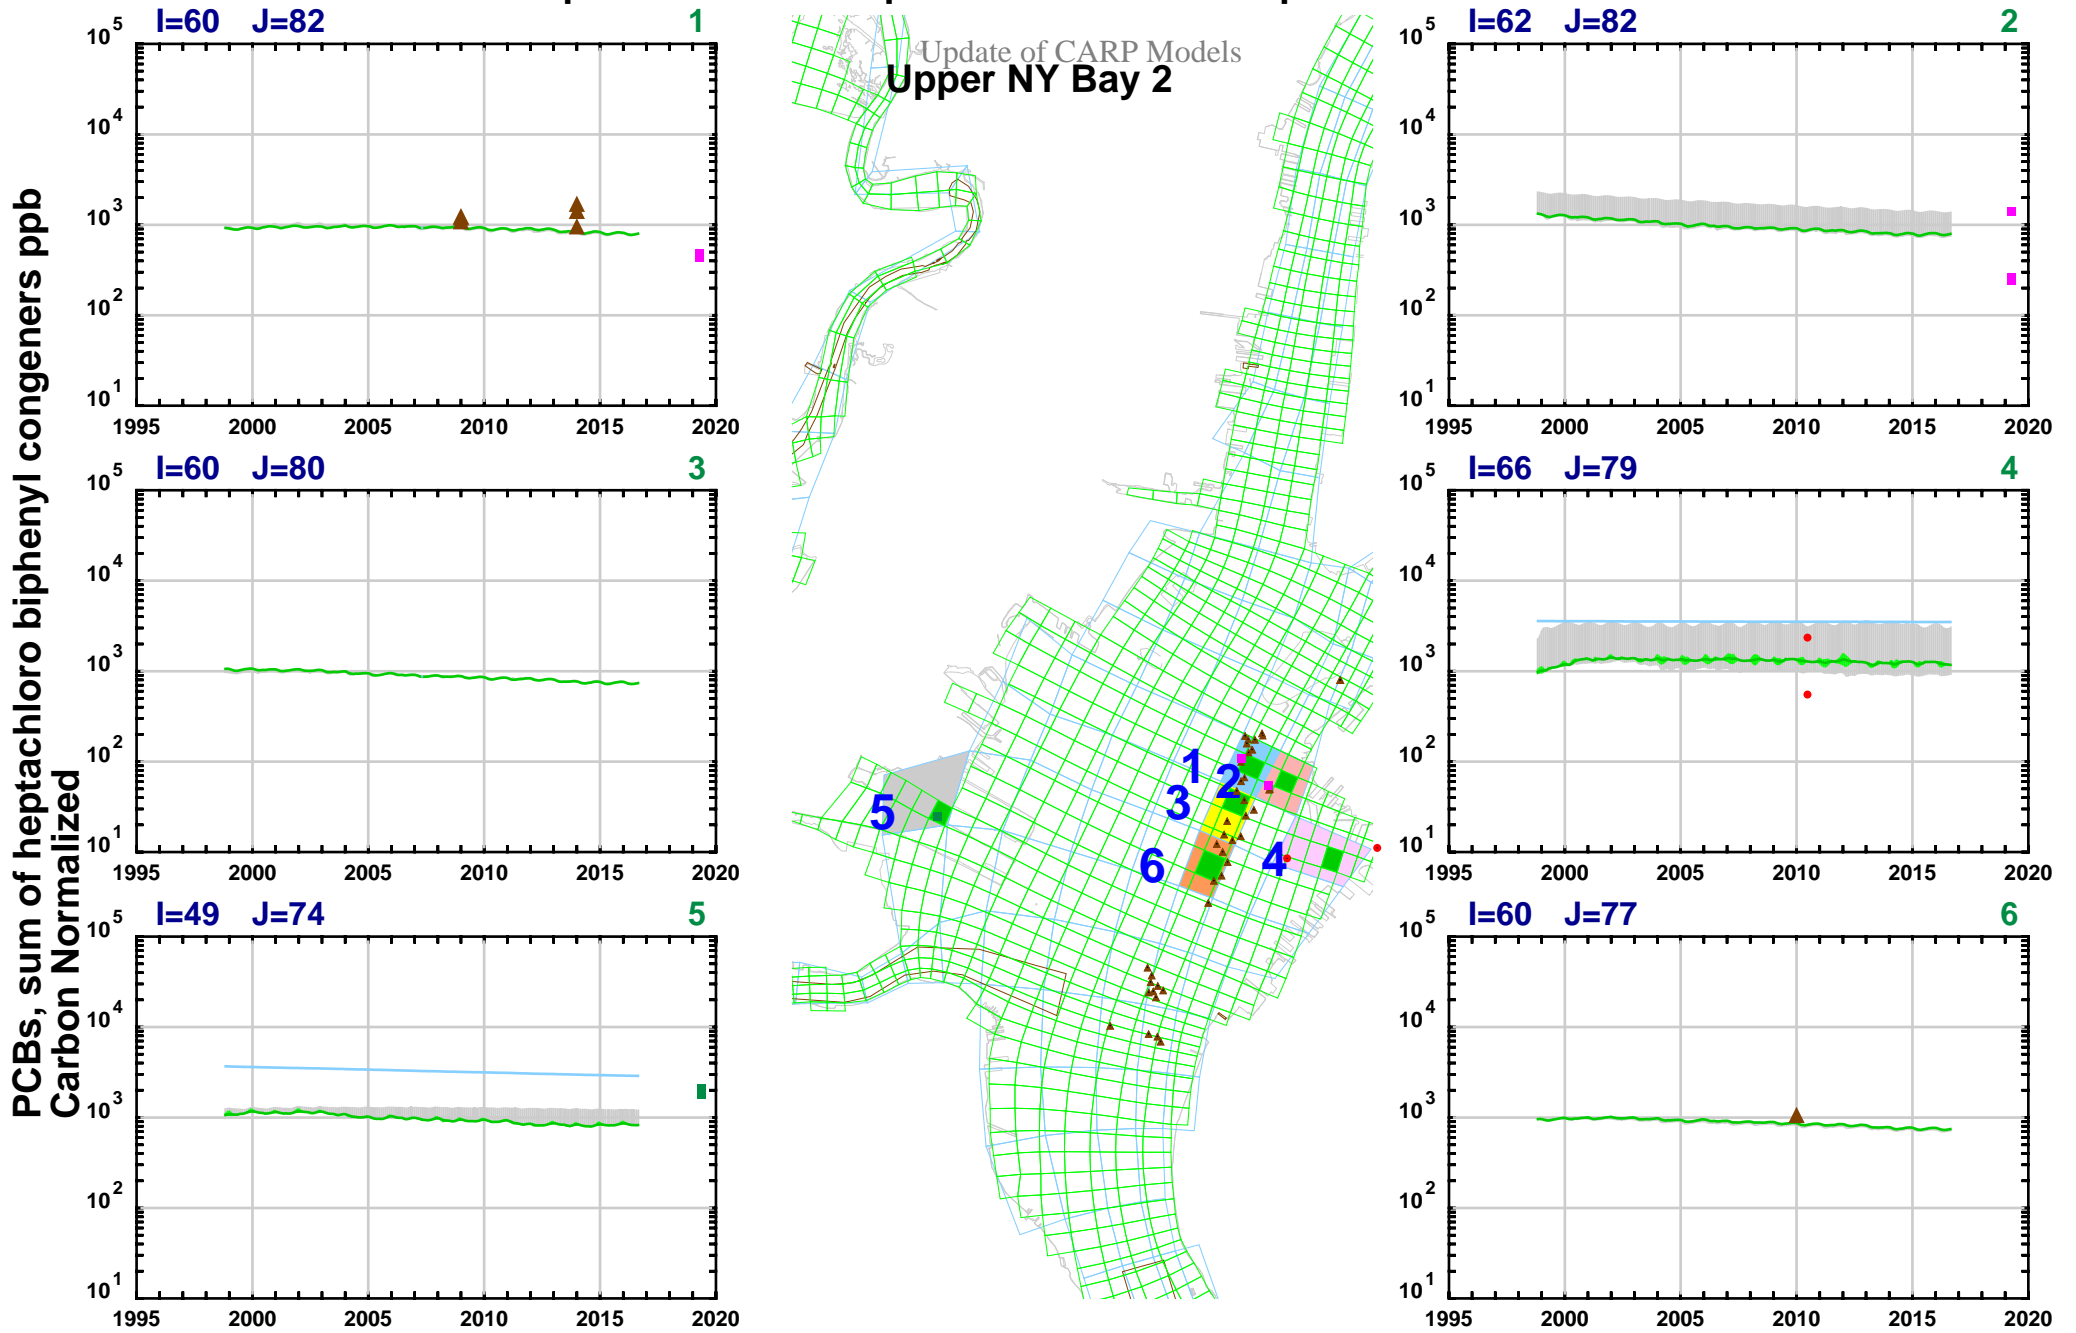 Update of CARP Models
Upper NY Bay 2
PCBs, sum of heptachloro biphenyl congeners ppb
Carbon Normalized
I=60 J=82 1
10^5
10^4
10^3
10^2
10^1
1995 2000 2005 2010 2015 2020
I=62 J=82 2
10^5
10^4
10^3
10^2
10^1
1995 2000 2005 2010 2015 2020
I=60 J=80 3
10^5
10^4
10^3
10^2
10^1
1995 2000 2005 2010 2015 2020
I=66 J=79 4
10^5
10^4
10^3
10^2
10^1
1995 2000 2005 2010 2015 2020
I=49 J=74 5
10^5
10^4
10^3
10^2
10^1
1995 2000 2005 2010 2015 2020
I=60 J=77 6
10^5
10^4
10^3
10^2
10^1
1995 2000 2005 2010 2015 2020
1
2
3
5
6
4